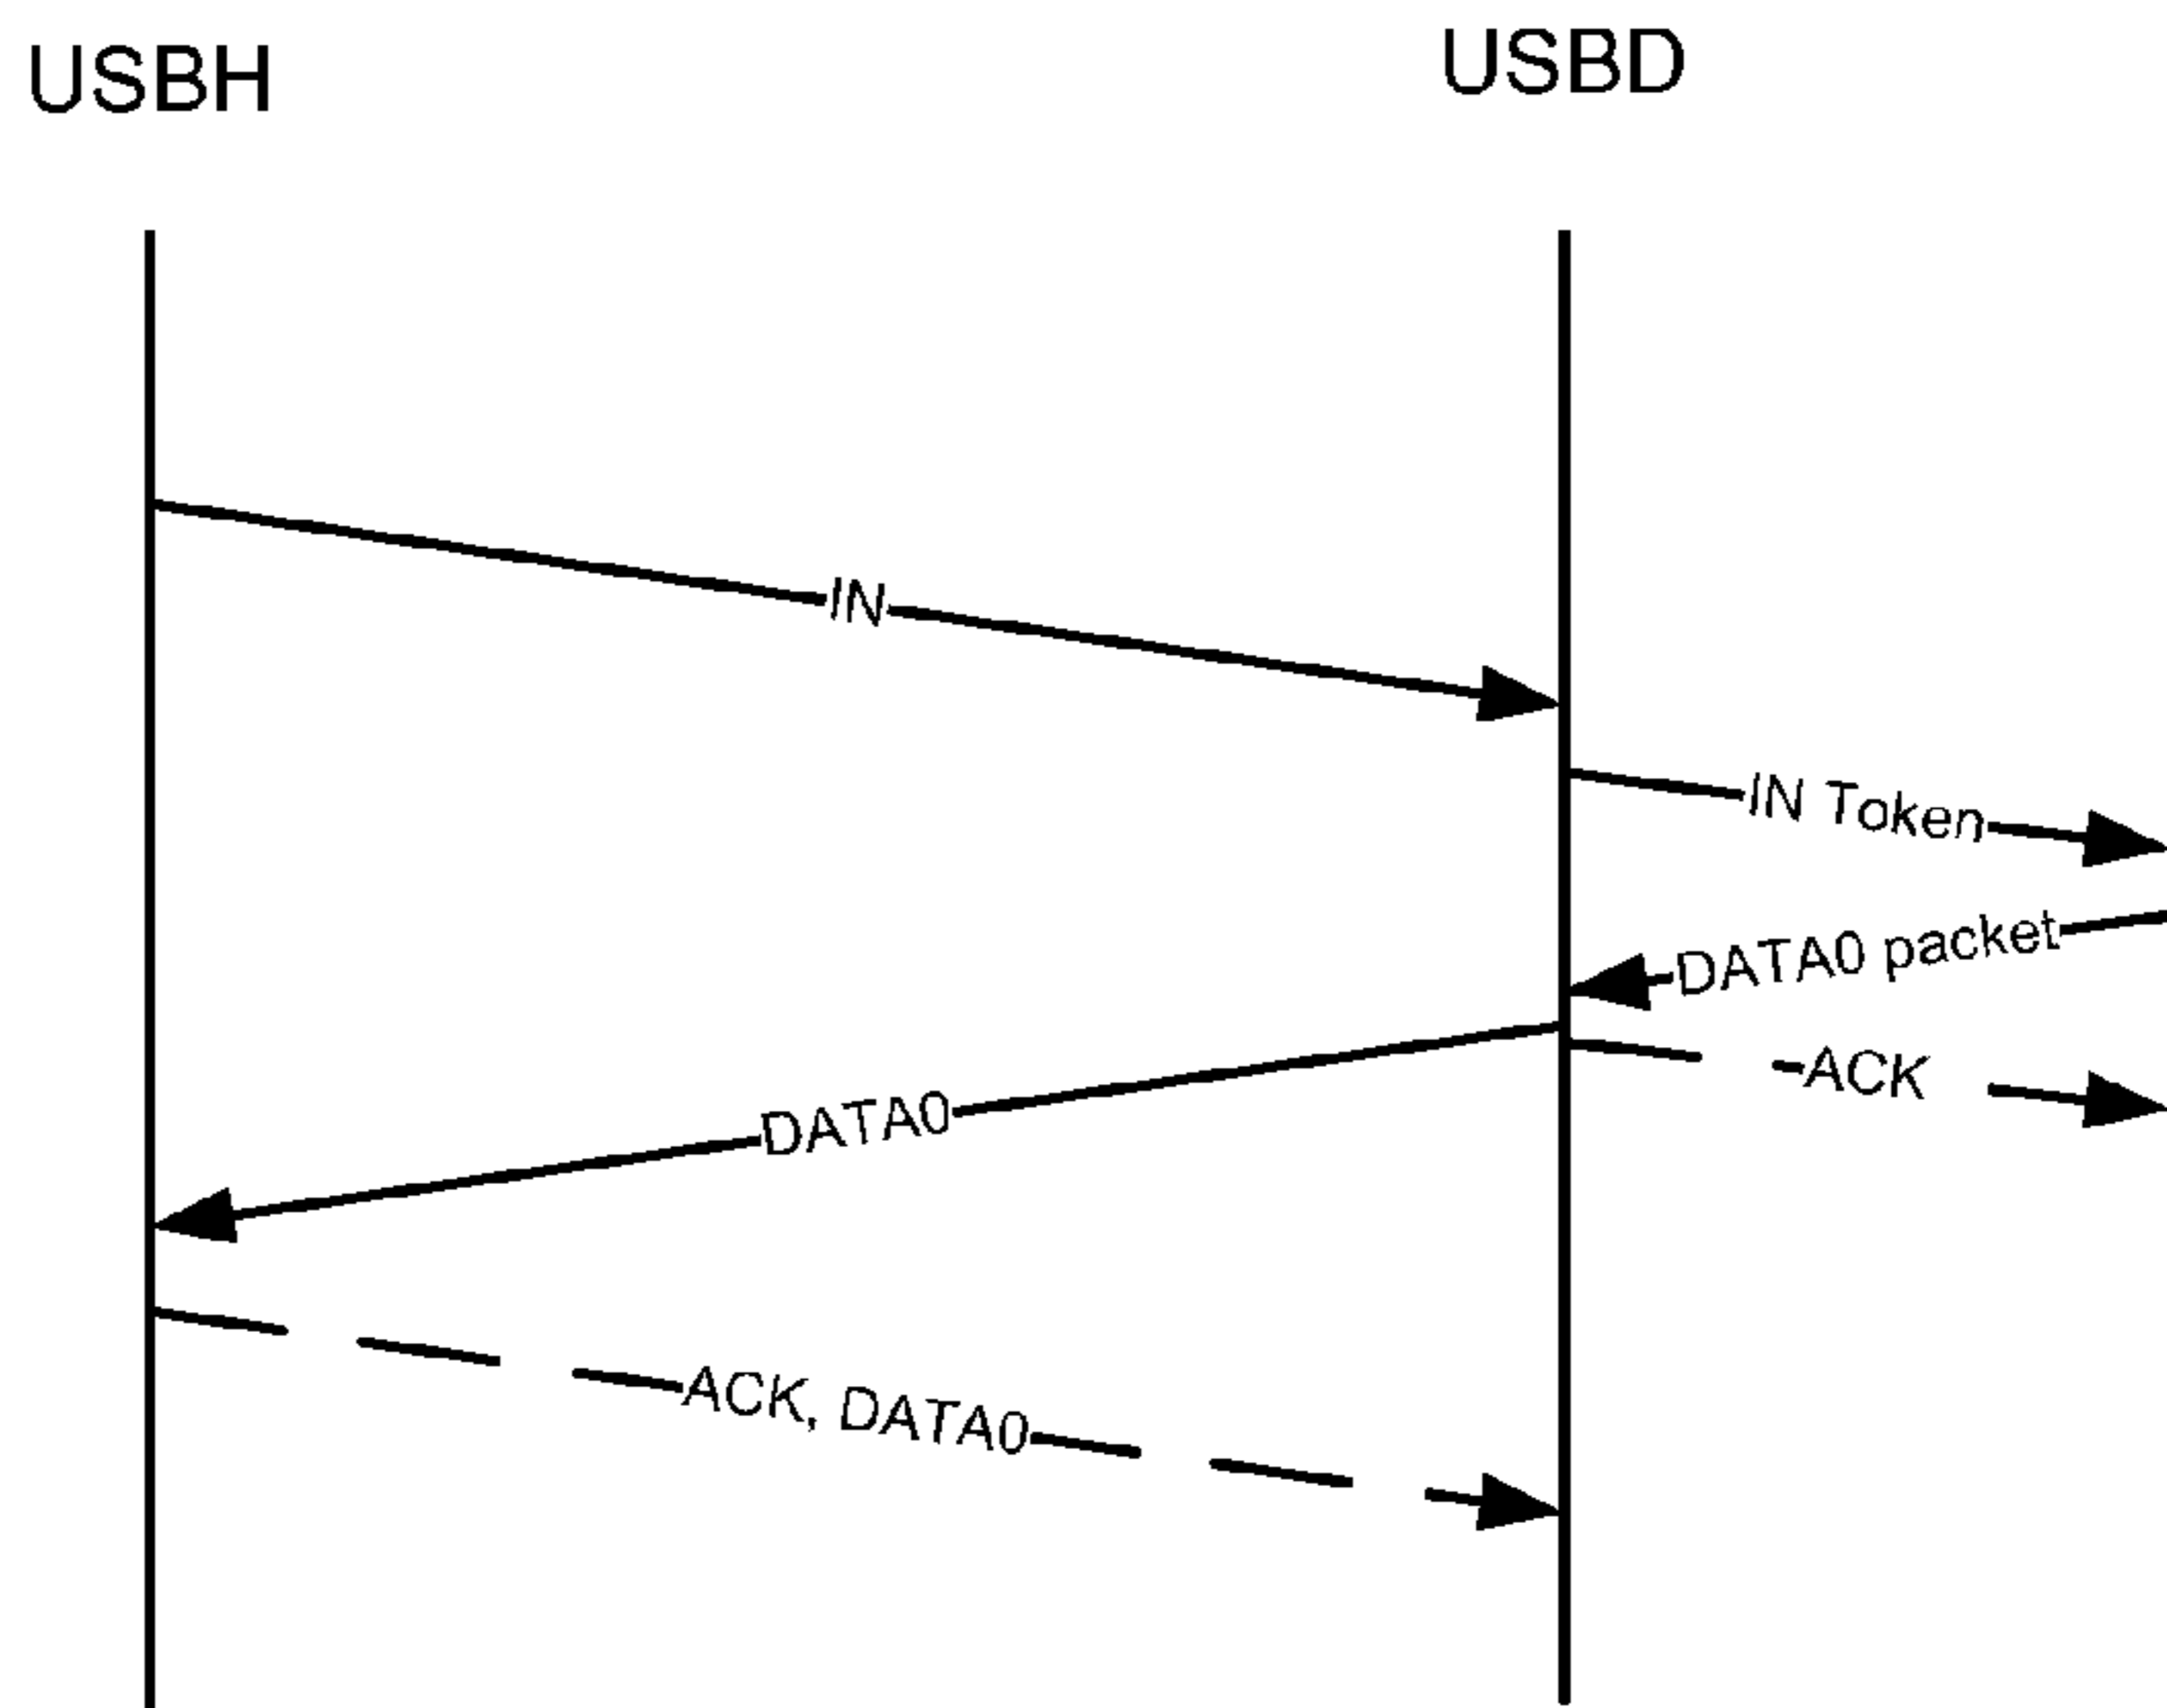 USBH
USBD
IN
IN Token
DATA0 packet
ACK
DATA0
ACK, DATA0